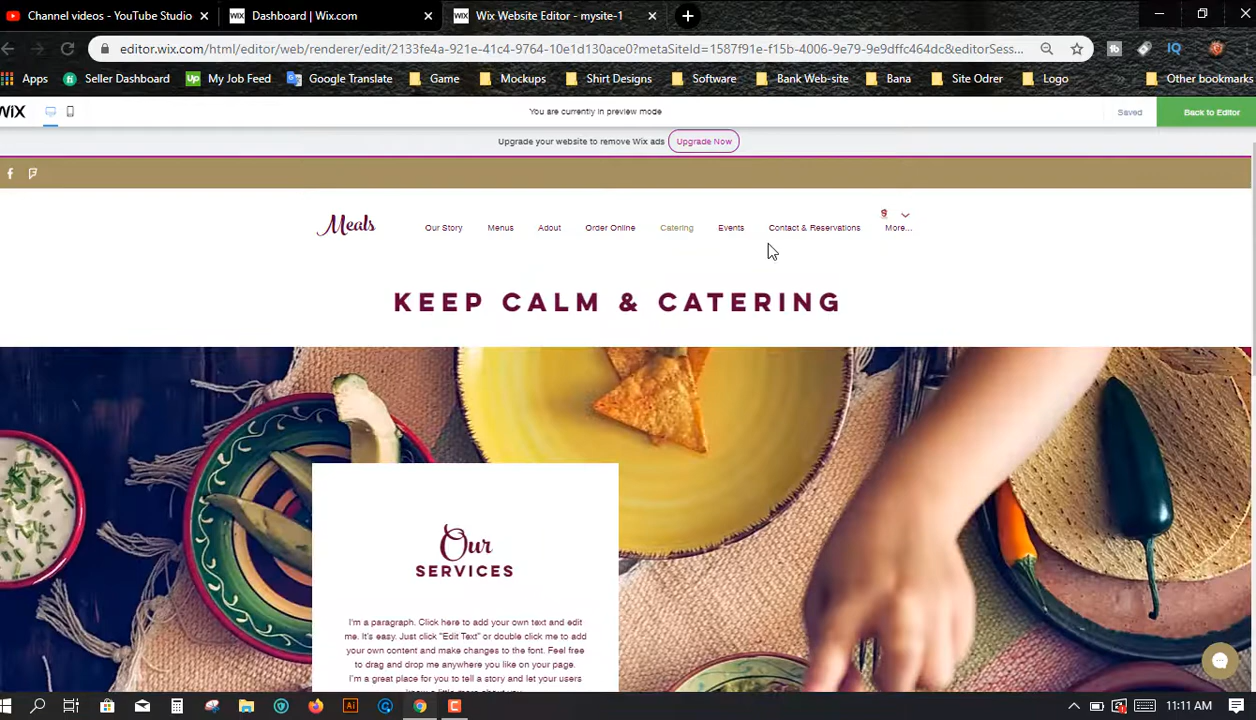 Channel videos - YouTube Studio
Dashboard | Wix.com
Wix Website Editor - mysite-1
editor.wix.com/html/editor/web/renderer/edit/2133fe4a-921e-41c4-9764-10e1d130ace0?metaSiteId=1587f91e-f15b-4006-9e79-9e9dffc464dc&editorSess...
Apps
Seller Dashboard
My Job Feed
Google Translate
Game
Mockups
Shirt Designs
Software
Bank Web-site
Bana
Site Odrer
Logo
Other bookmarks
WiX
You are currently in preview mode
Saved
Back to Editor
Upgrade your website to remove Wix ads
Upgrade Now
Meals
Our Story
Menus
About
Order Online
Catering
Events
Contact & Reservations
More...
KEEP CALM & CATERING
Our
SERVICES
I'm a paragraph. Click here to add your own text and edit
me. It's easy. Just click "Edit Text" or double click me to add
your own content and make changes to the font. Feel free
to drag and drop me anywhere you like on your page.
I'm a great place for you to tell a story and let your users
know a little more about you.
11:11 AM